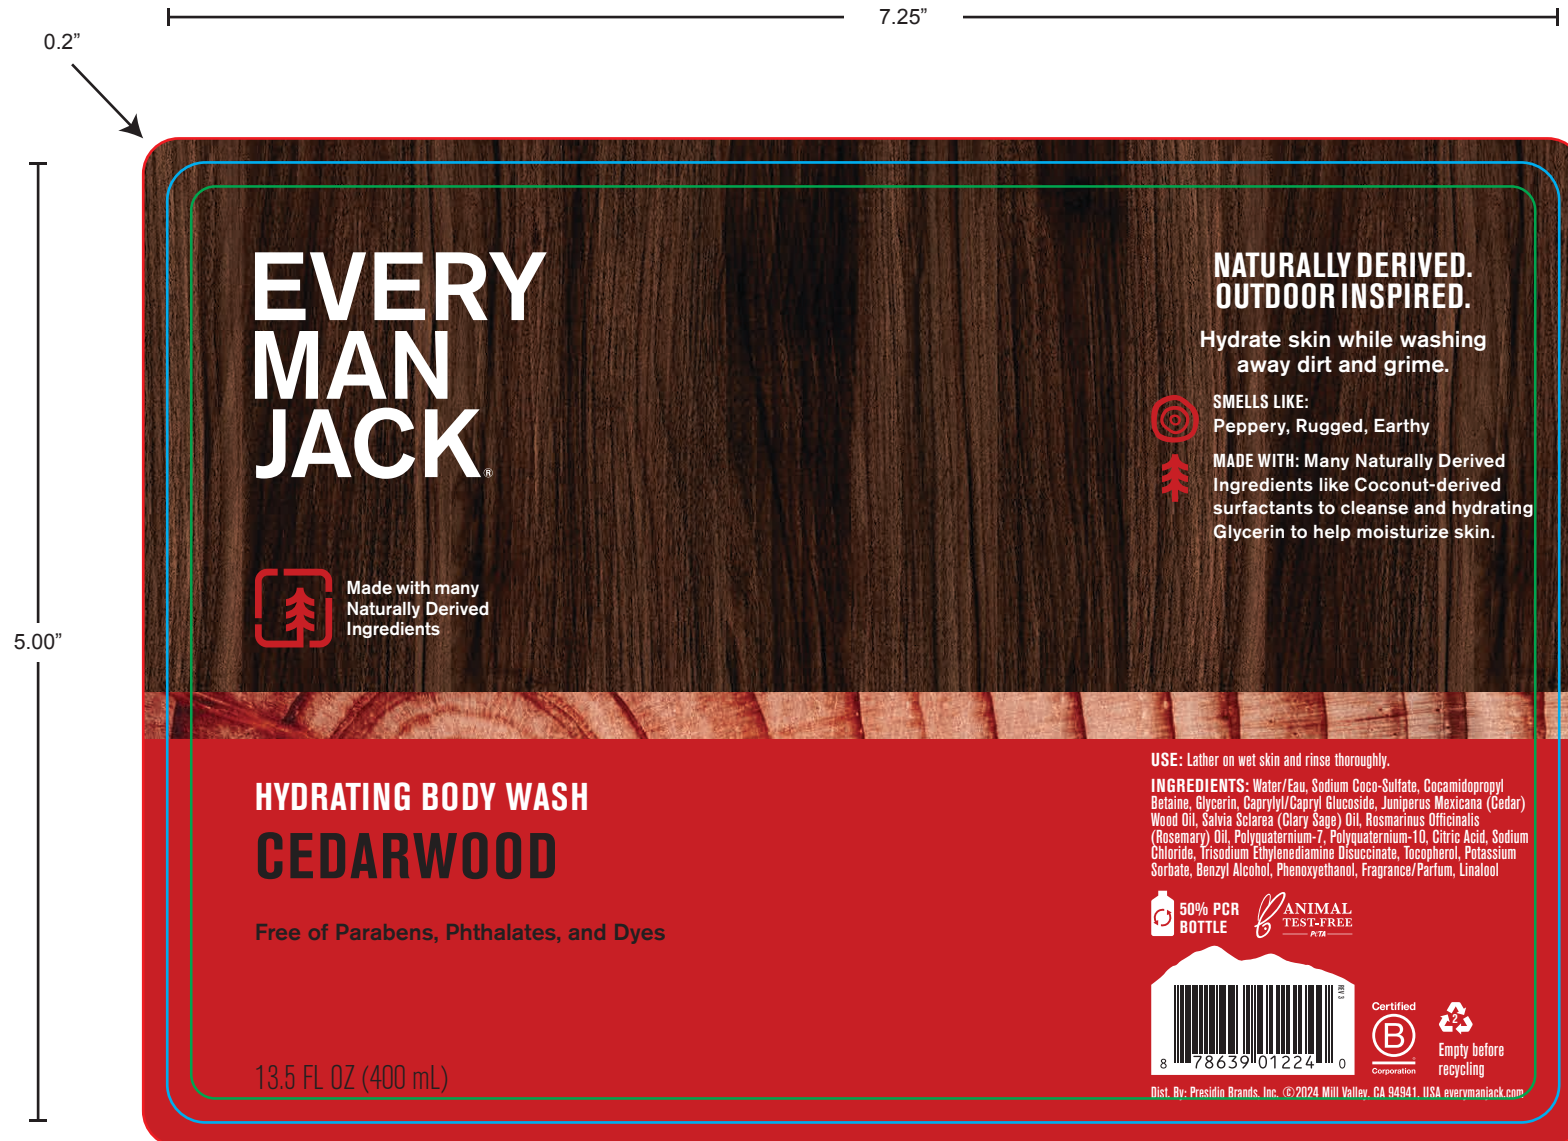 7.25”
0.2”
5.00”
EVERY
MAN
JACK®
Made with many
Naturally Derived
Ingredients
HYDRATING BODY WASH
CEDARWOOD
Free of Parabens, Phthalates, and Dyes
13.5 FL OZ (400 mL)
NATURALLY DERIVED.
OUTDOOR INSPIRED.
Hydrate skin while washing
away dirt and grime.
SMELLS LIKE:
Peppery, Rugged, Earthy
MADE WITH: Many Naturally Derived
Ingredients like Coconut-derived
surfactants to cleanse and hydrating
Glycerin to help moisturize skin.
USE: Lather on wet skin and rinse thoroughly.
INGREDIENTS: Water/Eau, Sodium Coco-Sulfate, Cocamidopropyl
Betaine, Glycerin, Caprylyl/Capryl Glucoside, Juniperus Mexicana (Cedar)
Wood Oil, Salvia Sclarea (Clary Sage) Oil, Rosmarinus Officinalis
(Rosemary) Oil, Polyquaternium-7, Polyquaternium-10, Citric Acid, Sodium
Chloride, Trisodium Ethylenediamine Disuccinate, Tocopherol, Potassium
Sorbate, Benzyl Alcohol, Phenoxyethanol, Fragrance/Parfum, Linalool
50% PCR
BOTTLE
ANIMAL
TEST-FREE
PETA
REV 3
8 78639 01224 0
Certified
B
®
Corporation
2
Empty before
recycling
Dist. By: Presidio Brands, Inc. ©2024 Mill Valley, CA 94941, USA everymanjack.com